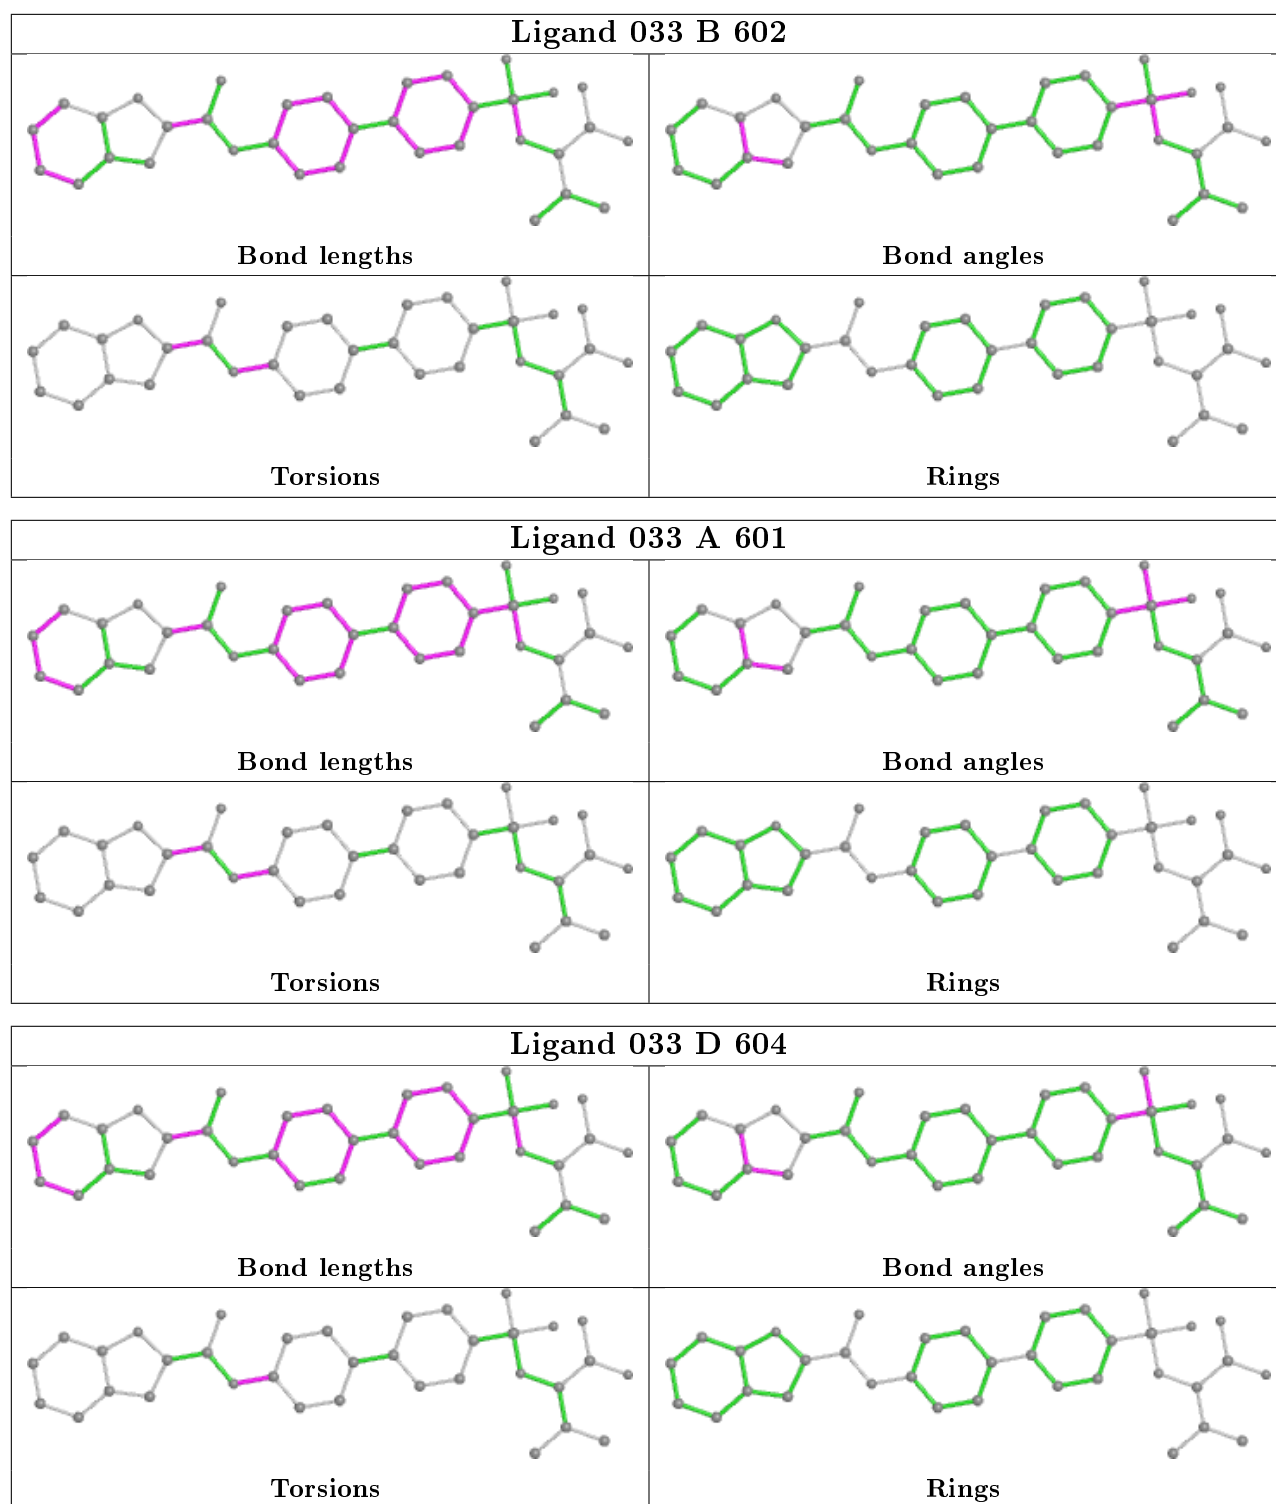 Ligand 033 B 602
Bond lengths
Bond angles
Torsions
Rings
Ligand 033 A 601
Bond lengths
Bond angles
Torsions
Rings
Ligand 033 D 604
Bond lengths
Bond angles
Torsions
Rings